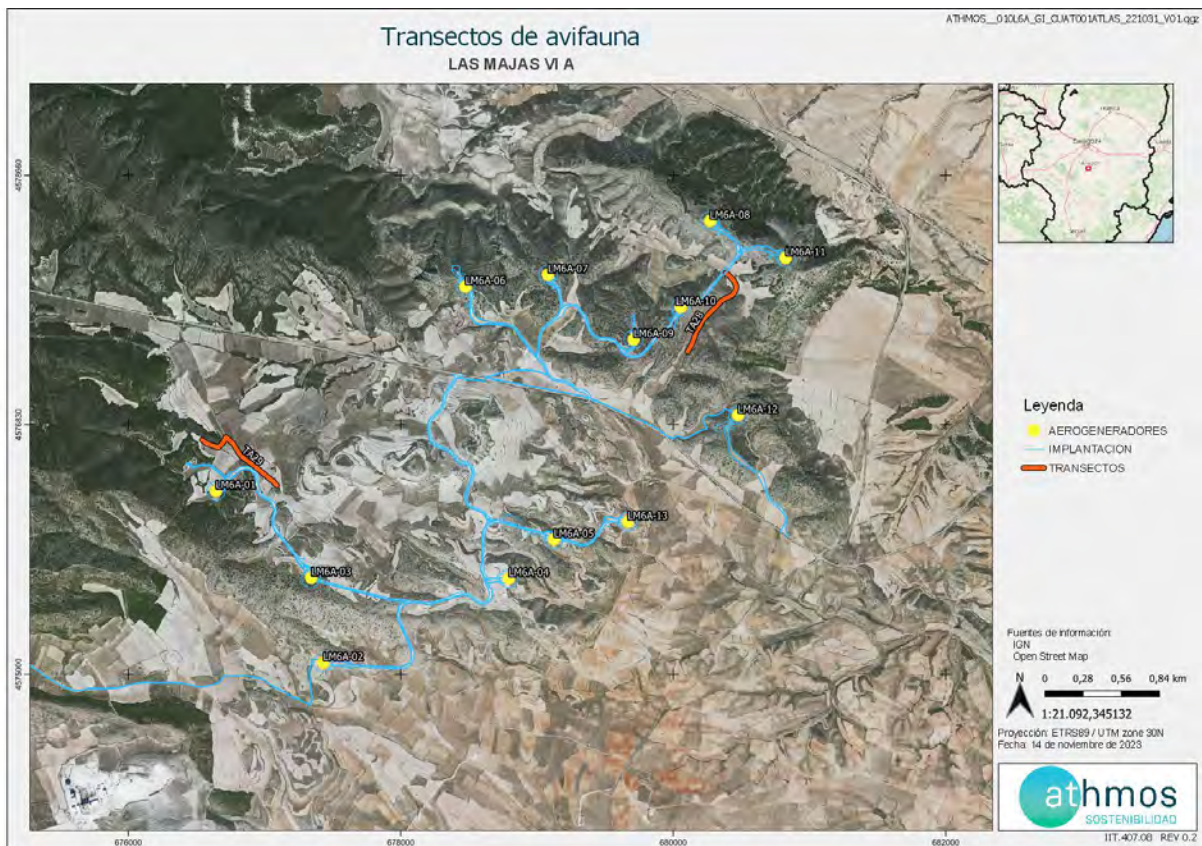 ATHMOS__010L6A_GI_CUAT001ATLAS_221031_V01.qgz
Transectos de avifauna
LAS MAJAS VI A
4578660
4576830
4575000
676000
678000
680000
682000
LM6A-08
LM6A-11
LM6A-07
LM6A-06
LM6A-10
TA28
LM6A-09
LM6A-12
TA29
LM6A-01
LM6A-13
LM6A-05
LM6A-03
LM6A-04
LM6A-02
Leyenda
AEROGENERADORES
IMPLANTACION
TRANSECTOS
Fuentes de información:
IGN
Open Street Map
N
0 0,28 0,56 0,84 km
1:21.092,345132
Proyección: ETRS89 / UTM zone 30N
Fecha: 14 de noviembre de 2023
athmos
SOSTENIBILIDAD
IIT.407.08 REV 0.2